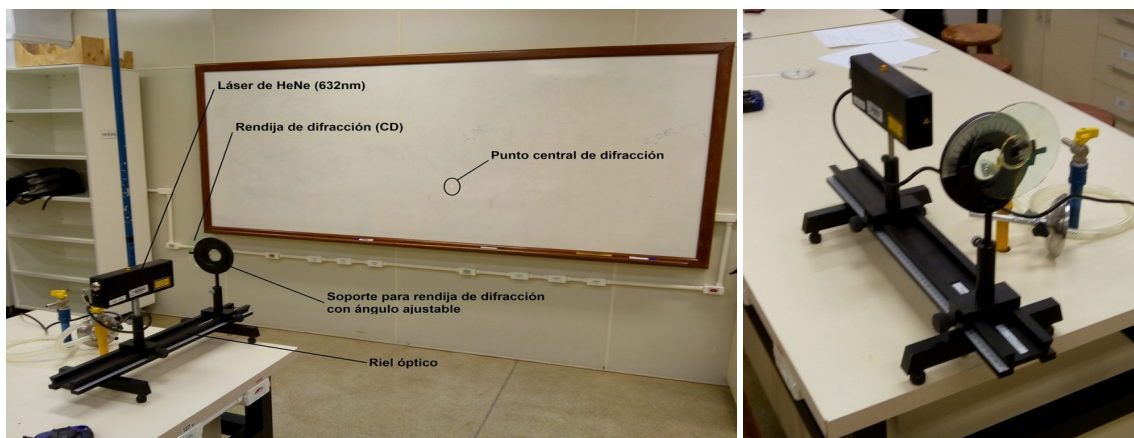 Láser de HeNe (632nm)
Rendija de difracción (CD)
Punto central de difracción
Soporte para rendija de difracción
con ángulo ajustable
Riel óptico